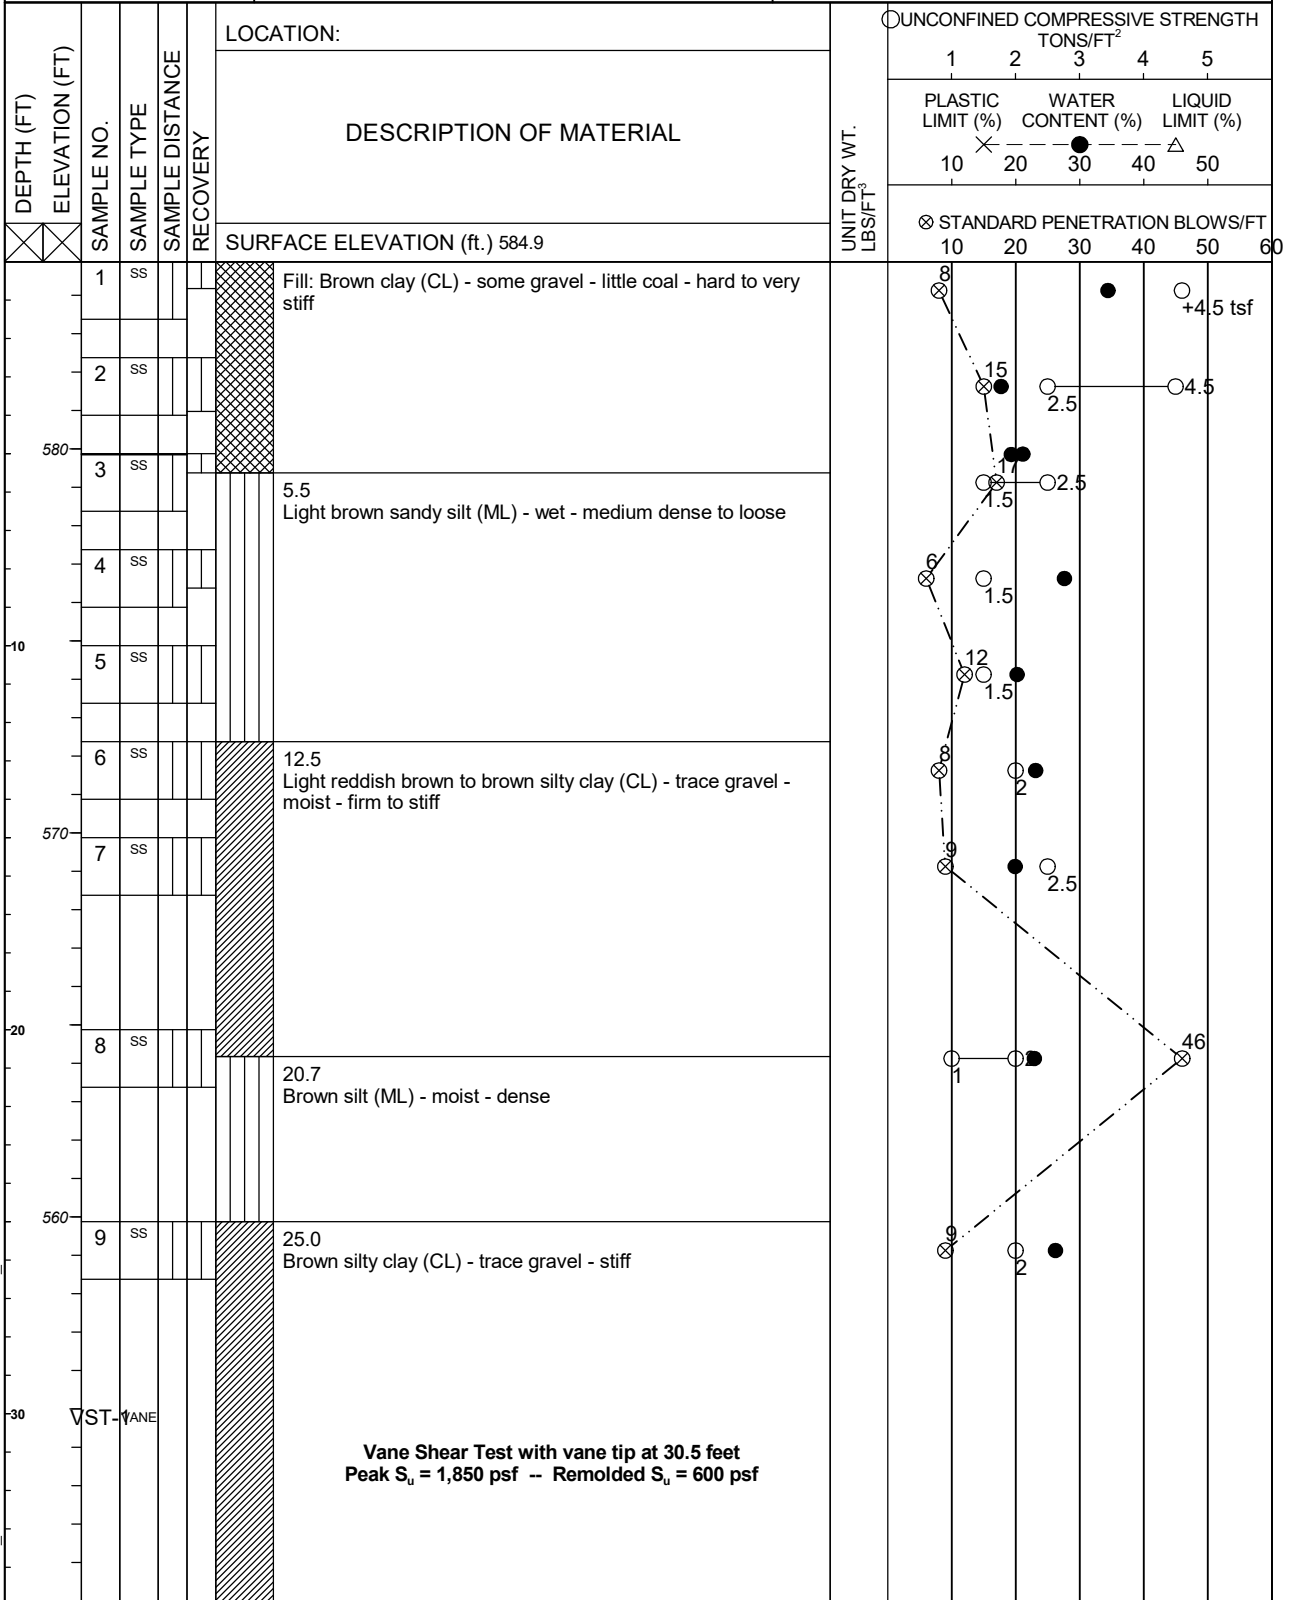 LOCATION:
DESCRIPTION OF MATERIAL
SURFACE ELEVATION (ft.) 584.9
DEPTH (FT)
ELEVATION (FT)
SAMPLE NO.
SAMPLE TYPE
SAMPLE DISTANCE
RECOVERY
UNIT DRY WT.
LBS/FT³
UNCONFINED COMPRESSIVE STRENGTH
TONS/FT²
1 2 3 4 5
PLASTIC WATER LIQUID
LIMIT (%) CONTENT (%) LIMIT (%)
10 20 30 40 50
⊗ STANDARD PENETRATION BLOWS/FT
10 20 30 40 50 60
1 SS
Fill: Brown clay (CL) - some gravel - little coal - hard to very
stiff
8
+4.5 tsf
2 SS
15
2.5
4.5
580
3 SS
17
1.5
2.5
5.5
Light brown sandy silt (ML) - wet - medium dense to loose
4 SS
6
1.5
10
5 SS
12
1.5
6 SS
12.5
Light reddish brown to brown silty clay (CL) - trace gravel -
moist - firm to stiff
8
2
570
7 SS
9
2.5
20
8 SS
46
1
2
20.7
Brown silt (ML) - moist - dense
560
9 SS
25.0
Brown silty clay (CL) - trace gravel - stiff
9
2
30
VST-1
VANE
Vane Shear Test with vane tip at 30.5 feet
Peak Sᵤ = 1,850 psf -- Remolded Sᵤ = 600 psf